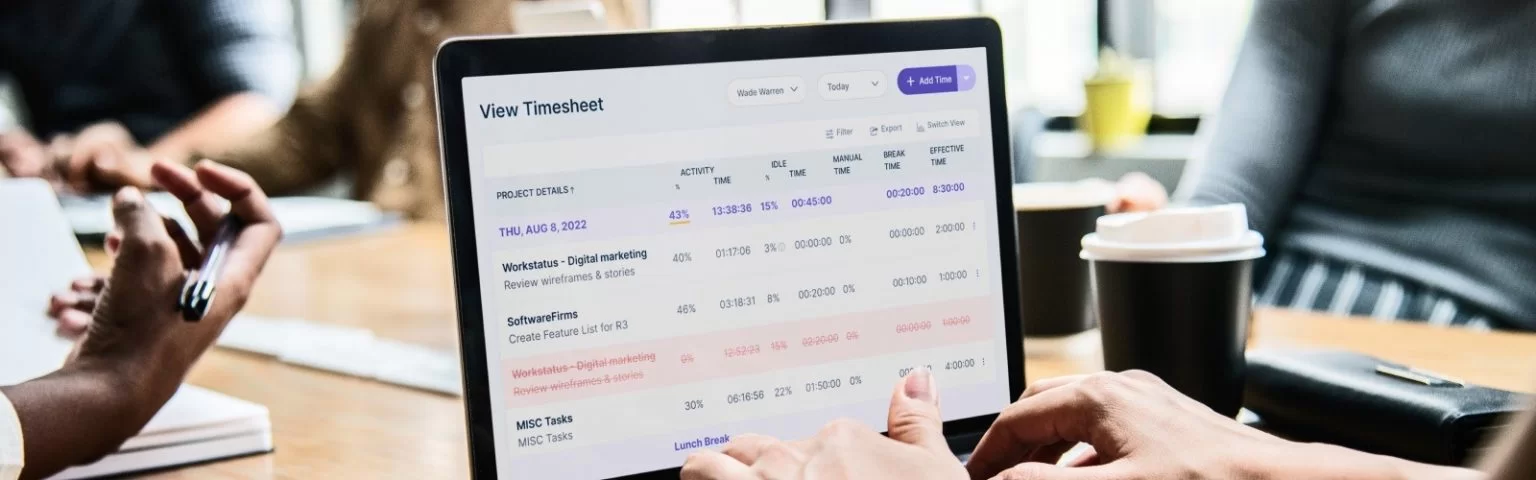 View Timesheet
Wade Warren
Today
+ Add Time
Filter
Export
Switch View
PROJECT DETAILS ↑
ACTIVITY
% TIME
IDLE
% TIME
MANUAL
TIME
BREAK
TIME
EFFECTIVE
TIME
THU, AUG 8, 2022 43% 13:38:36 15% 00:45:00 00:20:00 8:30:00
Workstatus - Digital marketing 40% 01:17:06 3% 00:00:00 0% 00:00:00 2:00:00
Review wireframes & stories
SoftwareFirms 46% 03:18:31 8% 00:20:00 0% 00:10:00 1:00:00
Create Feature List for R3
Workstatus - Digital marketing 0% 12:52:23 15% 02:20:00 0% 00:00:00 1:00:00
Review wireframes & stories
MISC Tasks 30% 06:16:56 22% 01:50:00 0% 4:00:00
MISC Tasks
Lunch Break